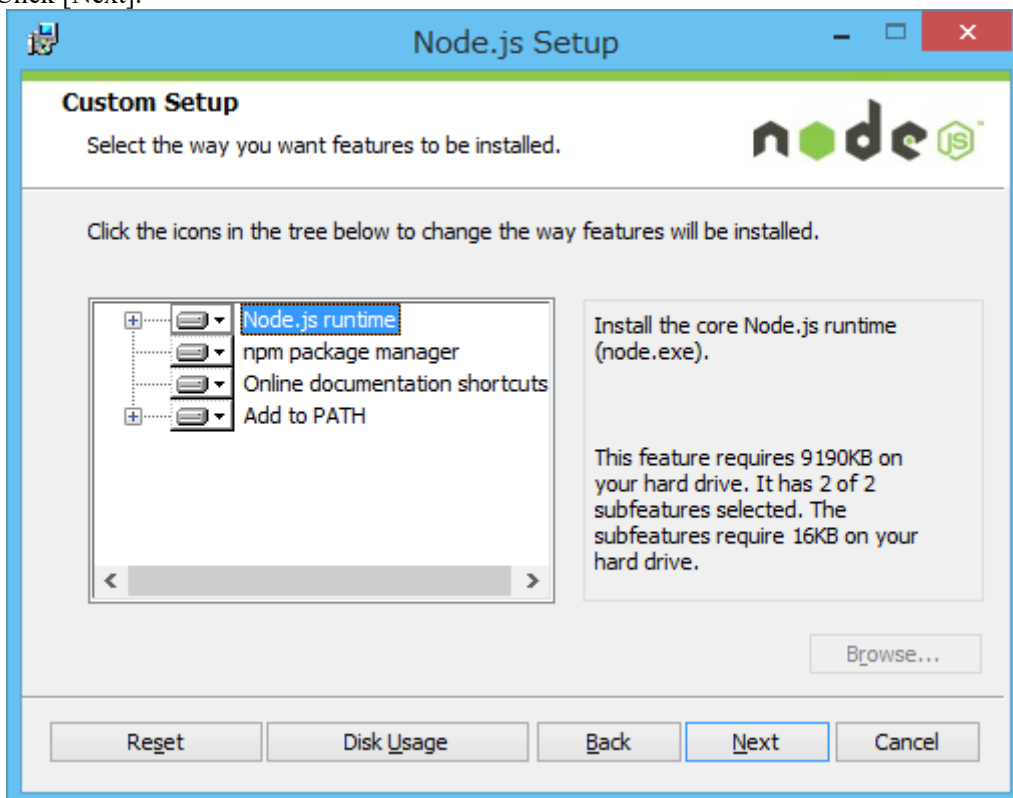 Click [Next].
Node.js Setup
Custom Setup
Select the way you want features to be installed.
node JS™
Click the icons in the tree below to change the way features will be installed.
Node.js runtime
npm package manager
Online documentation shortcuts
Add to PATH
Install the core Node.js runtime
(node.exe).
This feature requires 9190KB on
your hard drive. It has 2 of 2
subfeatures selected. The
subfeatures require 16KB on your
hard drive.
Browse...
Reset
Disk Usage
Back
Next
Cancel